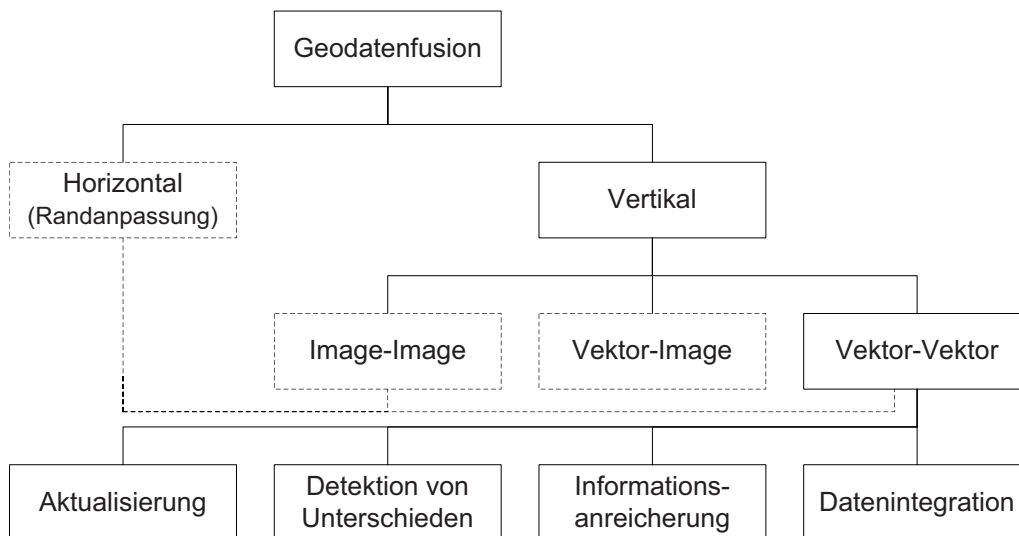 Geodatenfusion
Horizontal
(Randanpassung)
Vertikal
Image-Image
Vektor-Image
Vektor-Vektor
Aktualisierung
Detektion von
Unterschieden
Informations-
anreicherung
Datenintegration